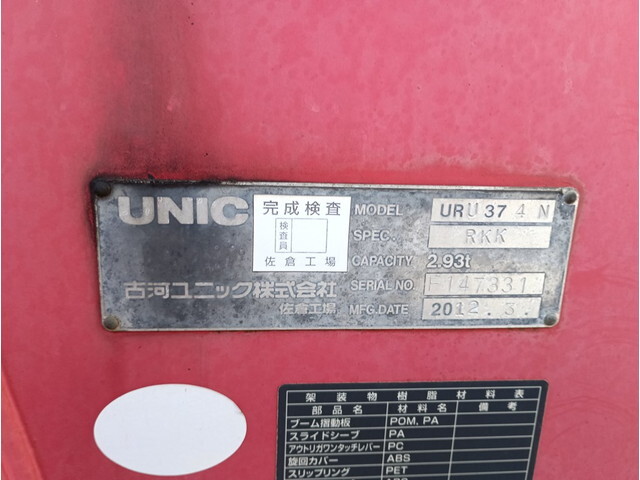 UNIC
完成検査
検査員
佐倉工場
古河ユニック株式会社
佐倉工場
MODEL URU374N
SPEC. RKK
CAPACITY 2.93t
SERIAL NO. F147331
MFG.DATE 2012.3.
架装物樹脂材料表
部品名 材料名 備考
ブーム摺動板 POM, PA
スライドシーブ PA
アウトリガワンタッチレバー PC
旋回カバー ABS
スリップリング PET